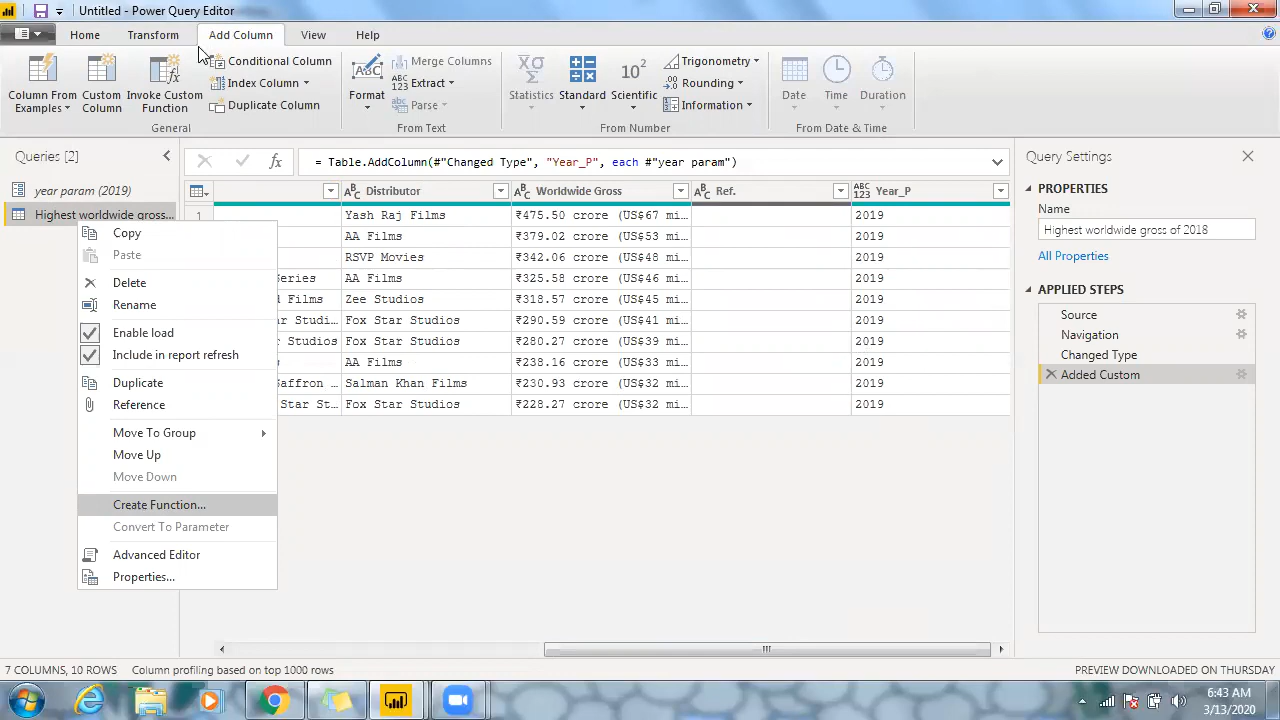 Untitled - Power Query Editor
Home Transform Add Column View Help
Column From Examples
Custom Column
Invoke Custom Function
Conditional Column
Index Column
Duplicate Column
General
Format
Merge Columns
ABC 123 Extract
Parse
From Text
Statistics
Standard
Scientific
Trigonometry
Rounding
Information
From Number
Date
Time
Duration
From Date & Time
Queries [2]
year param (2019)
Highest worldwide gross...
= Table.AddColumn(#"Changed Type", "Year_P", each #"year param")
Distributor Worldwide Gross Ref. Year_P
1 Yash Raj Films ₹475.50 crore (US$67 mi... 2019
AA Films ₹379.02 crore (US$53 mi... 2019
RSVP Movies ₹342.06 crore (US$48 mi... 2019
Series AA Films ₹325.58 crore (US$46 mi... 2019
d Films Zee Studios ₹318.57 crore (US$45 mi... 2019
ar Studi... Fox Star Studios ₹290.59 crore (US$41 mi... 2019
r Studios Fox Star Studios ₹280.27 crore (US$39 mi... 2019
AA Films ₹238.16 crore (US$33 mi... 2019
Saffron ... Salman Khan Films ₹230.93 crore (US$32 mi... 2019
Star St... Fox Star Studios ₹228.27 crore (US$32 mi... 2019
Copy
Paste
Delete
Rename
Enable load
Include in report refresh
Duplicate
Reference
Move To Group
Move Up
Move Down
Create Function...
Convert To Parameter
Advanced Editor
Properties...
Query Settings
PROPERTIES
Name
Highest worldwide gross of 2018
All Properties
APPLIED STEPS
Source
Navigation
Changed Type
Added Custom
7 COLUMNS, 10 ROWS Column profiling based on top 1000 rows
PREVIEW DOWNLOADED ON THURSDAY
6:43 AM
3/13/2020